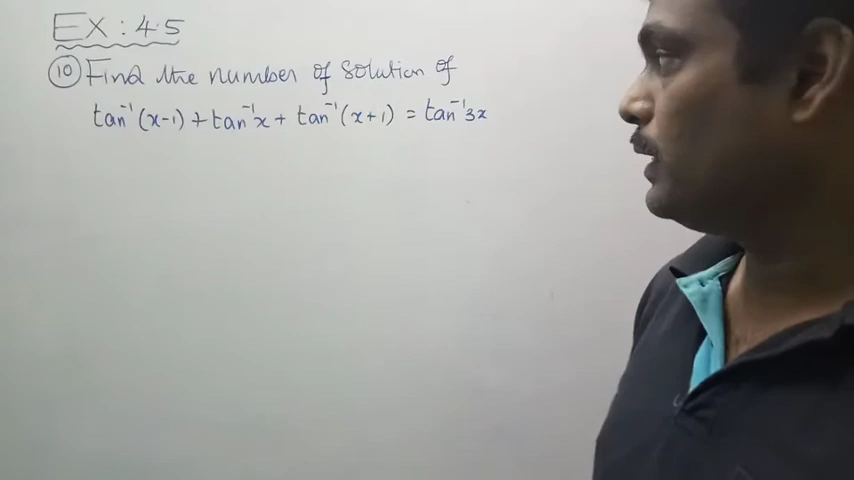 Ex : 4.5
10 Find the number of solution of
tan⁻¹(x-1) + tan⁻¹x + tan⁻¹(x+1) = tan⁻¹3x